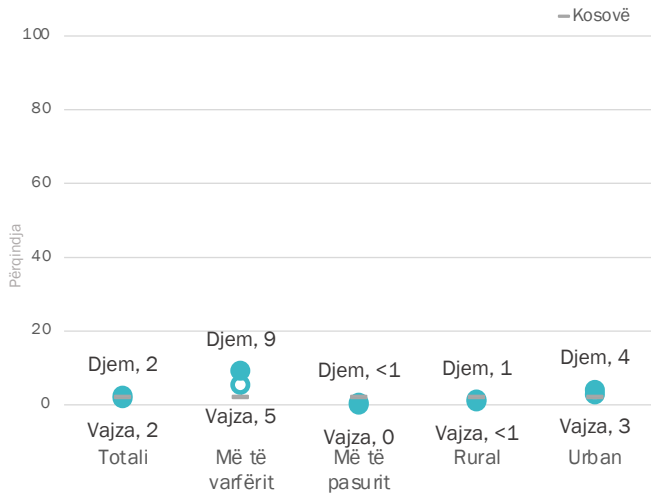 Kosovë
100
80
60
40
20
0
Përqindja
Djem, 2
Djem, 9
Djem, <1
Djem, 1
Djem, 4
Vajza, 2
Vajza, 5
Vajza, 0
Vajza, <1
Vajza, 3
Totali
Më të
varfërit
Më të
pasurit
Rural
Urban